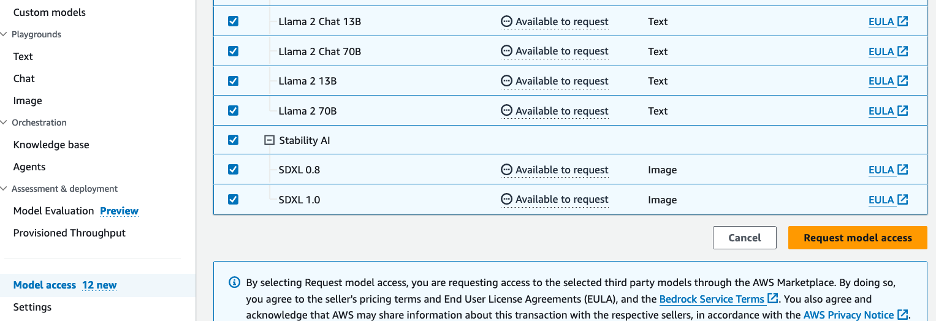 Custom models
Playgrounds
Text
Chat
Image
Orchestration
Knowledge base
Agents
Assessment & deployment
Model Evaluation Preview
Provisioned Throughput
Model access 12 new
Settings
Llama 2 Chat 13B Available to request Text EULA
Llama 2 Chat 70B Available to request Text EULA
Llama 2 13B Available to request Text EULA
Llama 2 70B Available to request Text EULA
Stability AI
SDXL 0.8 Available to request Image EULA
SDXL 1.0 Available to request Image EULA
Cancel Request model access
By selecting Request model access, you are requesting access to the selected third party models through the AWS Marketplace. By doing so,
you agree to the seller's pricing terms and End User License Agreements (EULA), and the Bedrock Service Terms. You also agree and
acknowledge that AWS may share information about this transaction with the respective sellers, in accordance with the AWS Privacy Notice.